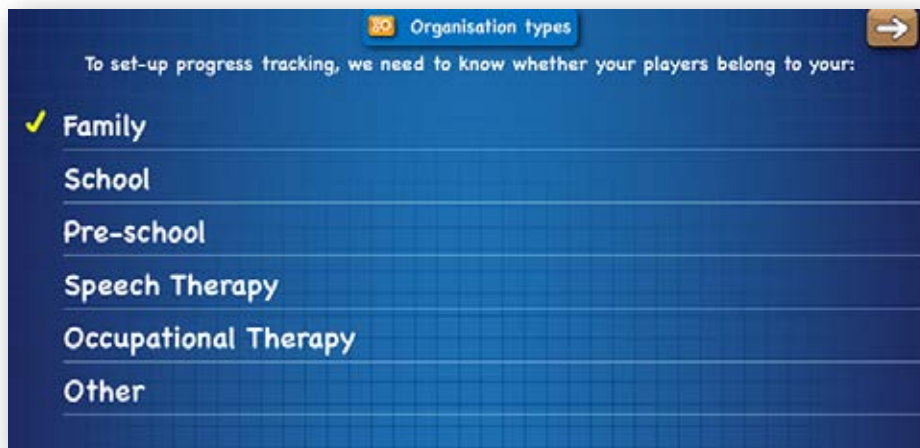 Organisation types
To set-up progress tracking, we need to know whether your players belong to your:
Family
School
Pre-school
Speech Therapy
Occupational Therapy
Other